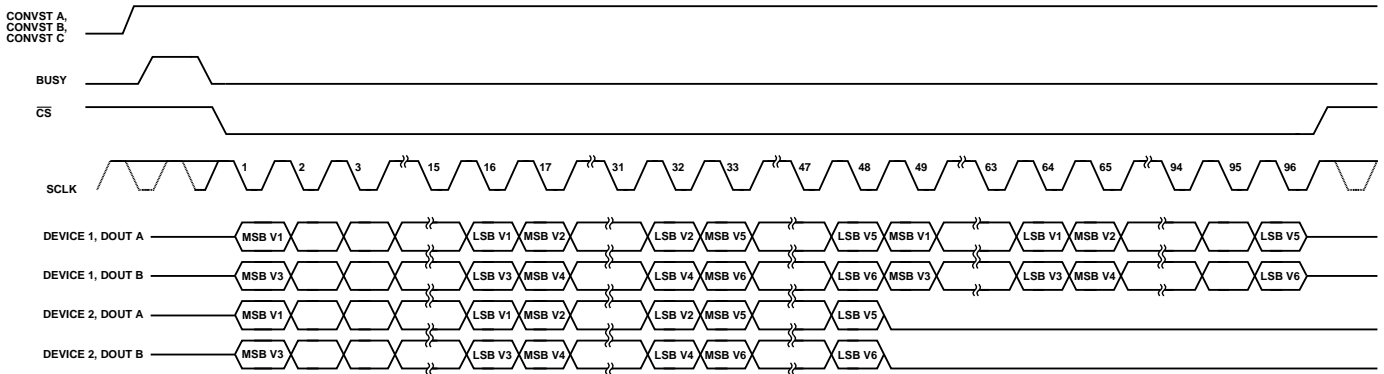 CONVST A,
CONVST B,
CONVST C
BUSY
CS
SCLK
1 2 3 15 16 17 31 32 33 47 48 49 63 64 65 94 95 96
DEVICE 1, DOUT A MSB V1 LSB V1 MSB V2 LSB V2 MSB V5 LSB V5 MSB V1 LSB V1 MSB V2 LSB V5
DEVICE 1, DOUT B MSB V3 LSB V3 MSB V4 LSB V4 MSB V6 LSB V6 MSB V3 LSB V3 MSB V4 LSB V6
DEVICE 2, DOUT A MSB V1 LSB V1 MSB V2 LSB V2 MSB V5 LSB V5
DEVICE 2, DOUT B MSB V3 LSB V3 MSB V4 LSB V4 MSB V6 LSB V6